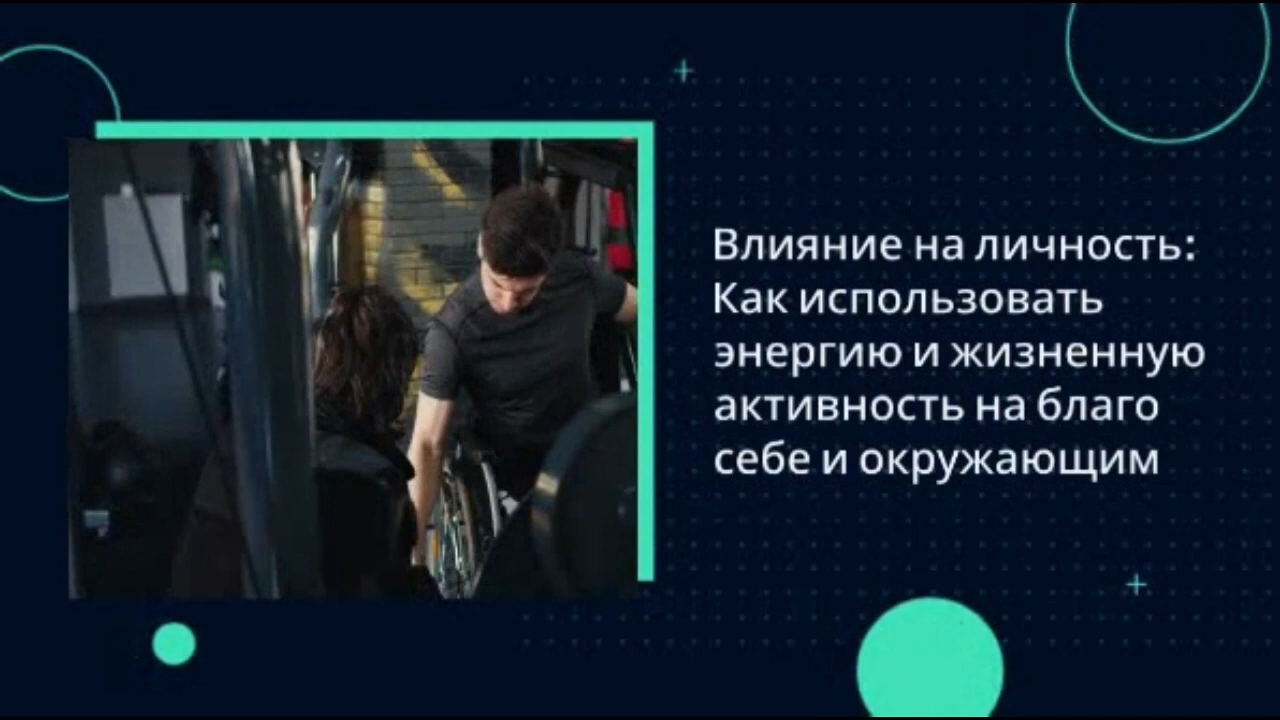 Влияние на личность:
Как использовать
энергию и жизненную
активность на благо
себе и окружающим